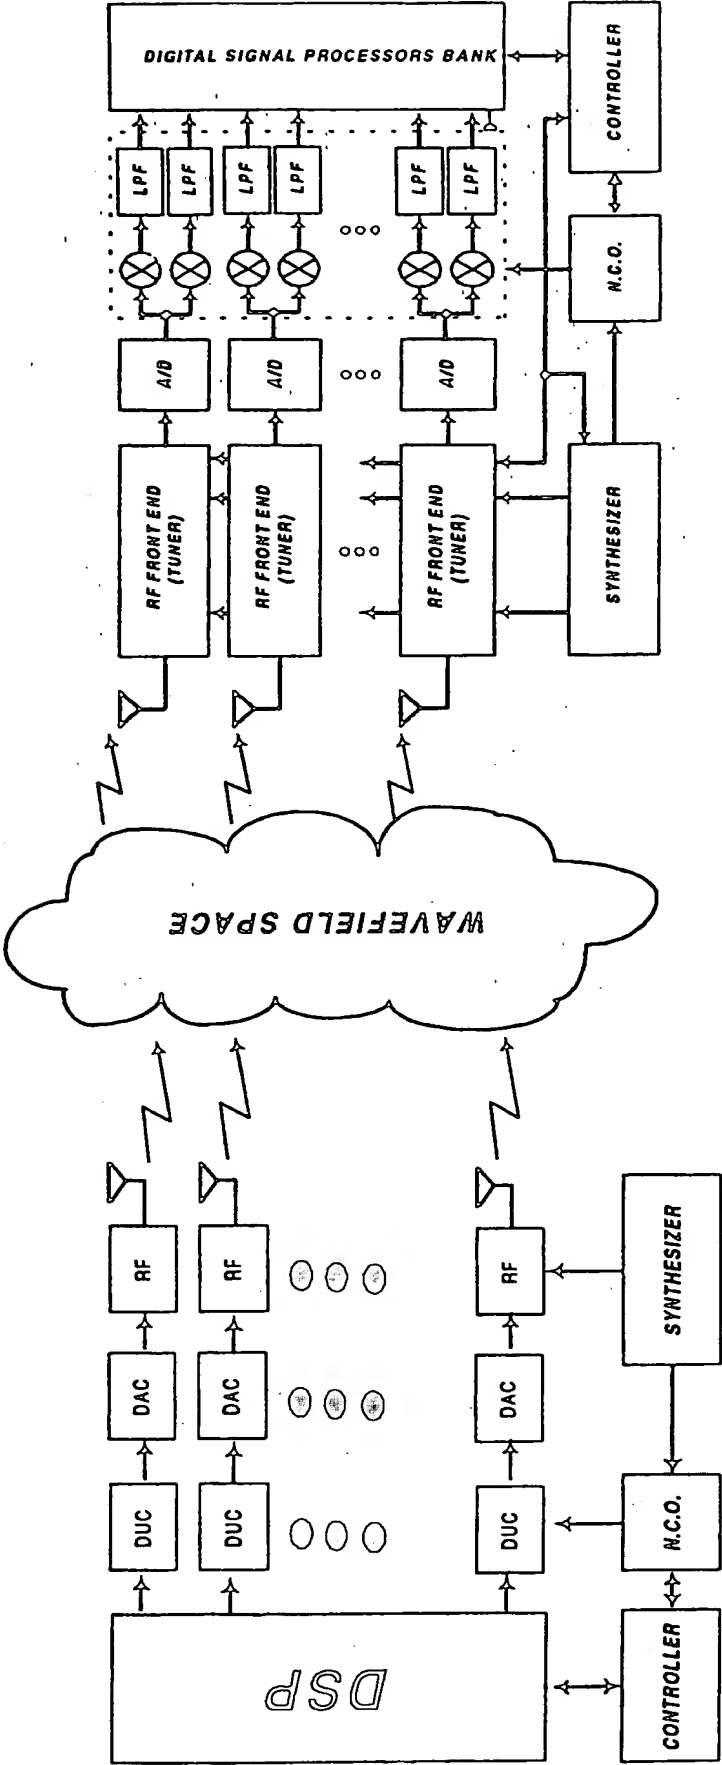 DIGITAL SIGNAL PROCESSORS BANK
CONTROLLER
LPF
LPF
LPF
LPF
LPF
LPF
N.C.O.
A/D
A/D
A/D
RF FRONT END
(TUNER)
RF FRONT END
(TUNER)
RF FRONT END
(TUNER)
SYNTHESIZER
WAVEFIELD SPACE
RF
RF
RF
SYNTHESIZER
DAC
DAC
DAC
DUC
DUC
DUC
N.C.O.
DSP
CONTROLLER